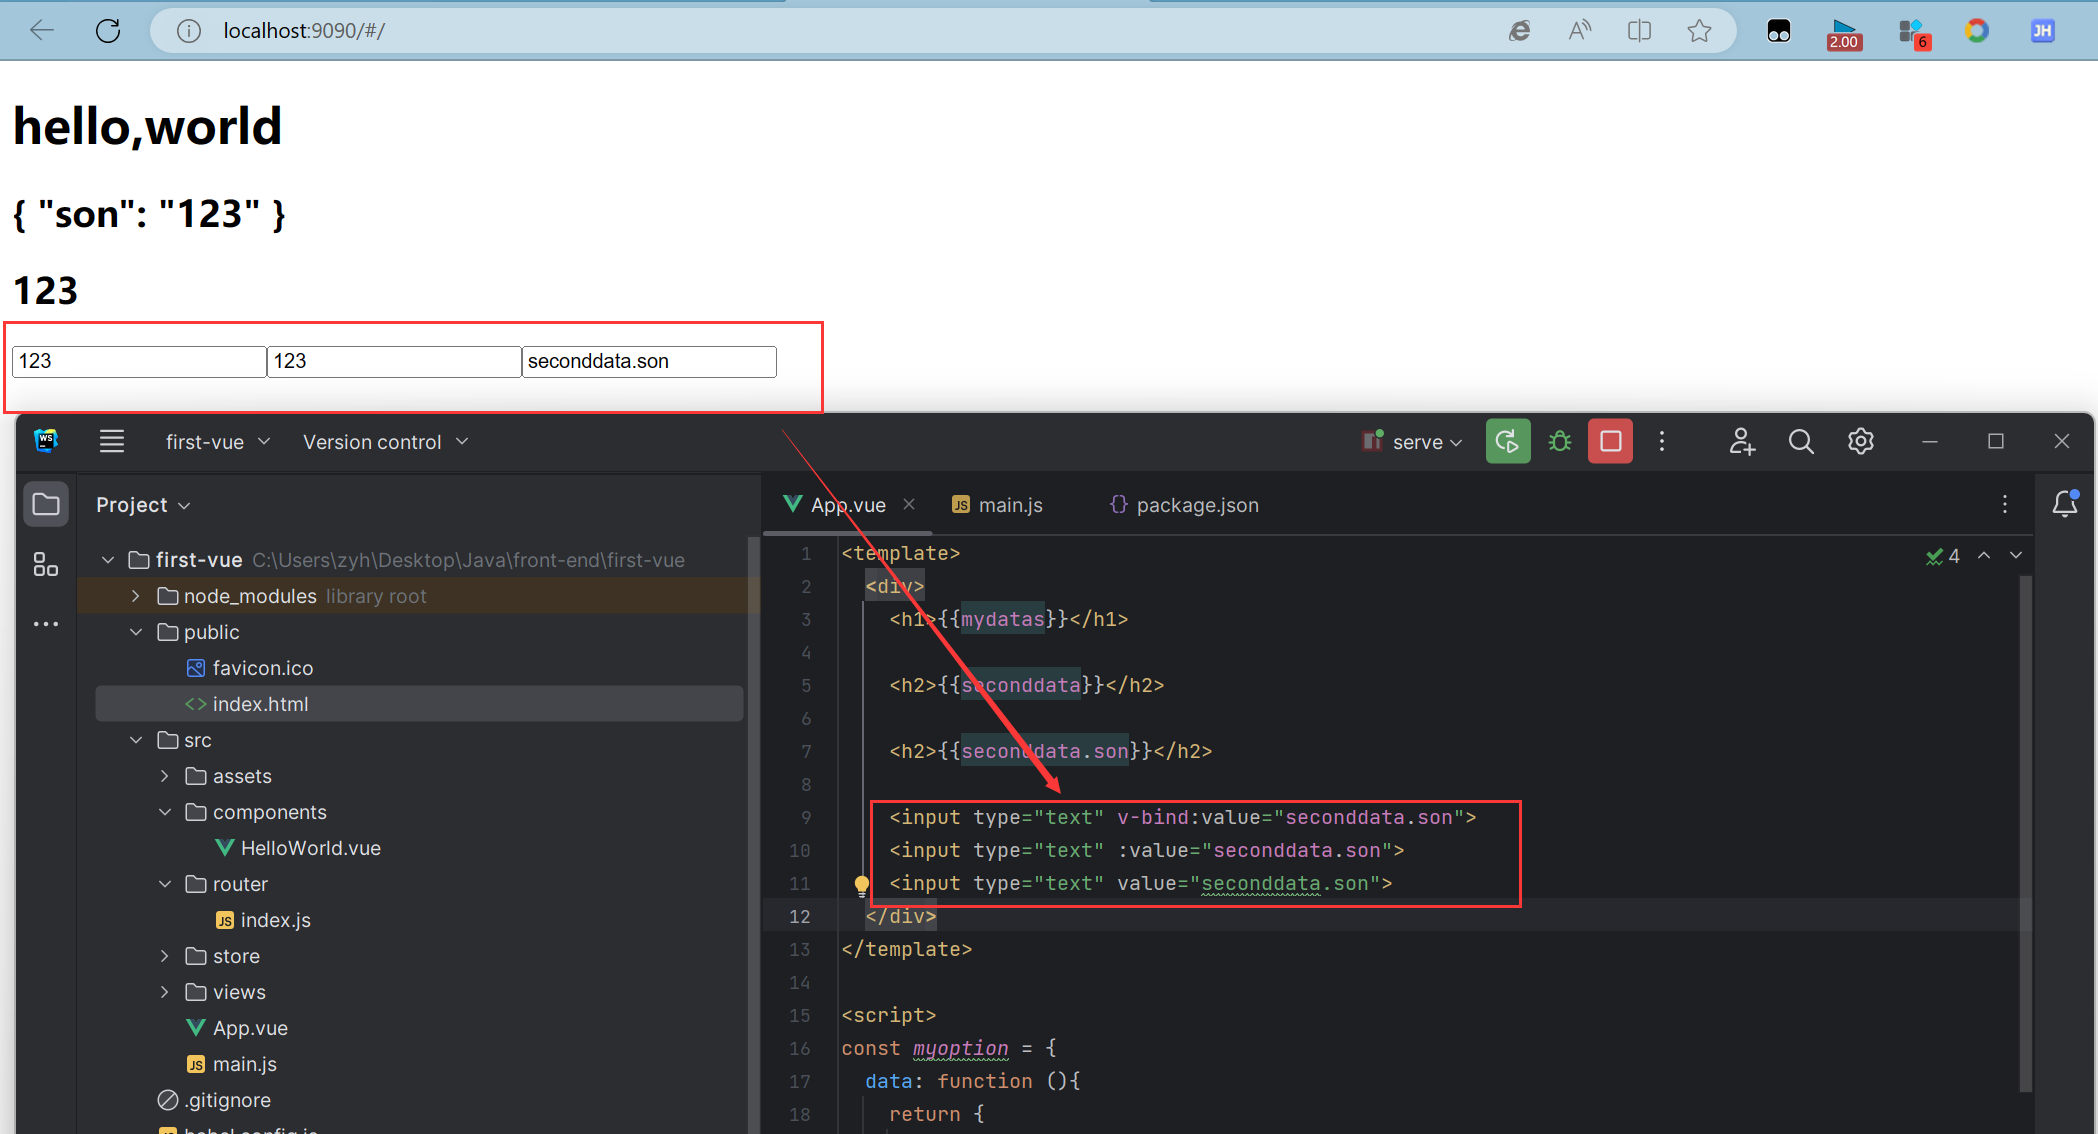 localhost:9090/#/
2.00
6
JH
hello,world
{ "son": "123" }
123
123
123
seconddata.son
WS
first-vue
Version control
serve
Project
App.vue
main.js
package.json
first-vue C:\Users\zyh\Desktop\Java\front-end\first-vue
node_modules library root
public
favicon.ico
index.html
src
assets
components
HelloWorld.vue
router
index.js
store
views
App.vue
main.js
.gitignore
4
1 <template>
2 <div>
3 <h1>{{mydatas}}</h1>
4
5 <h2>{{seconddata}}</h2>
6
7 <h2>{{seconddata.son}}</h2>
8
9 <input type="text" v-bind:value="seconddata.son">
10 <input type="text" :value="seconddata.son">
11 <input type="text" value="seconddata.son">
12 </div>
13 </template>
14
15 <script>
16 const myoption = {
17 data: function (){
18 return {